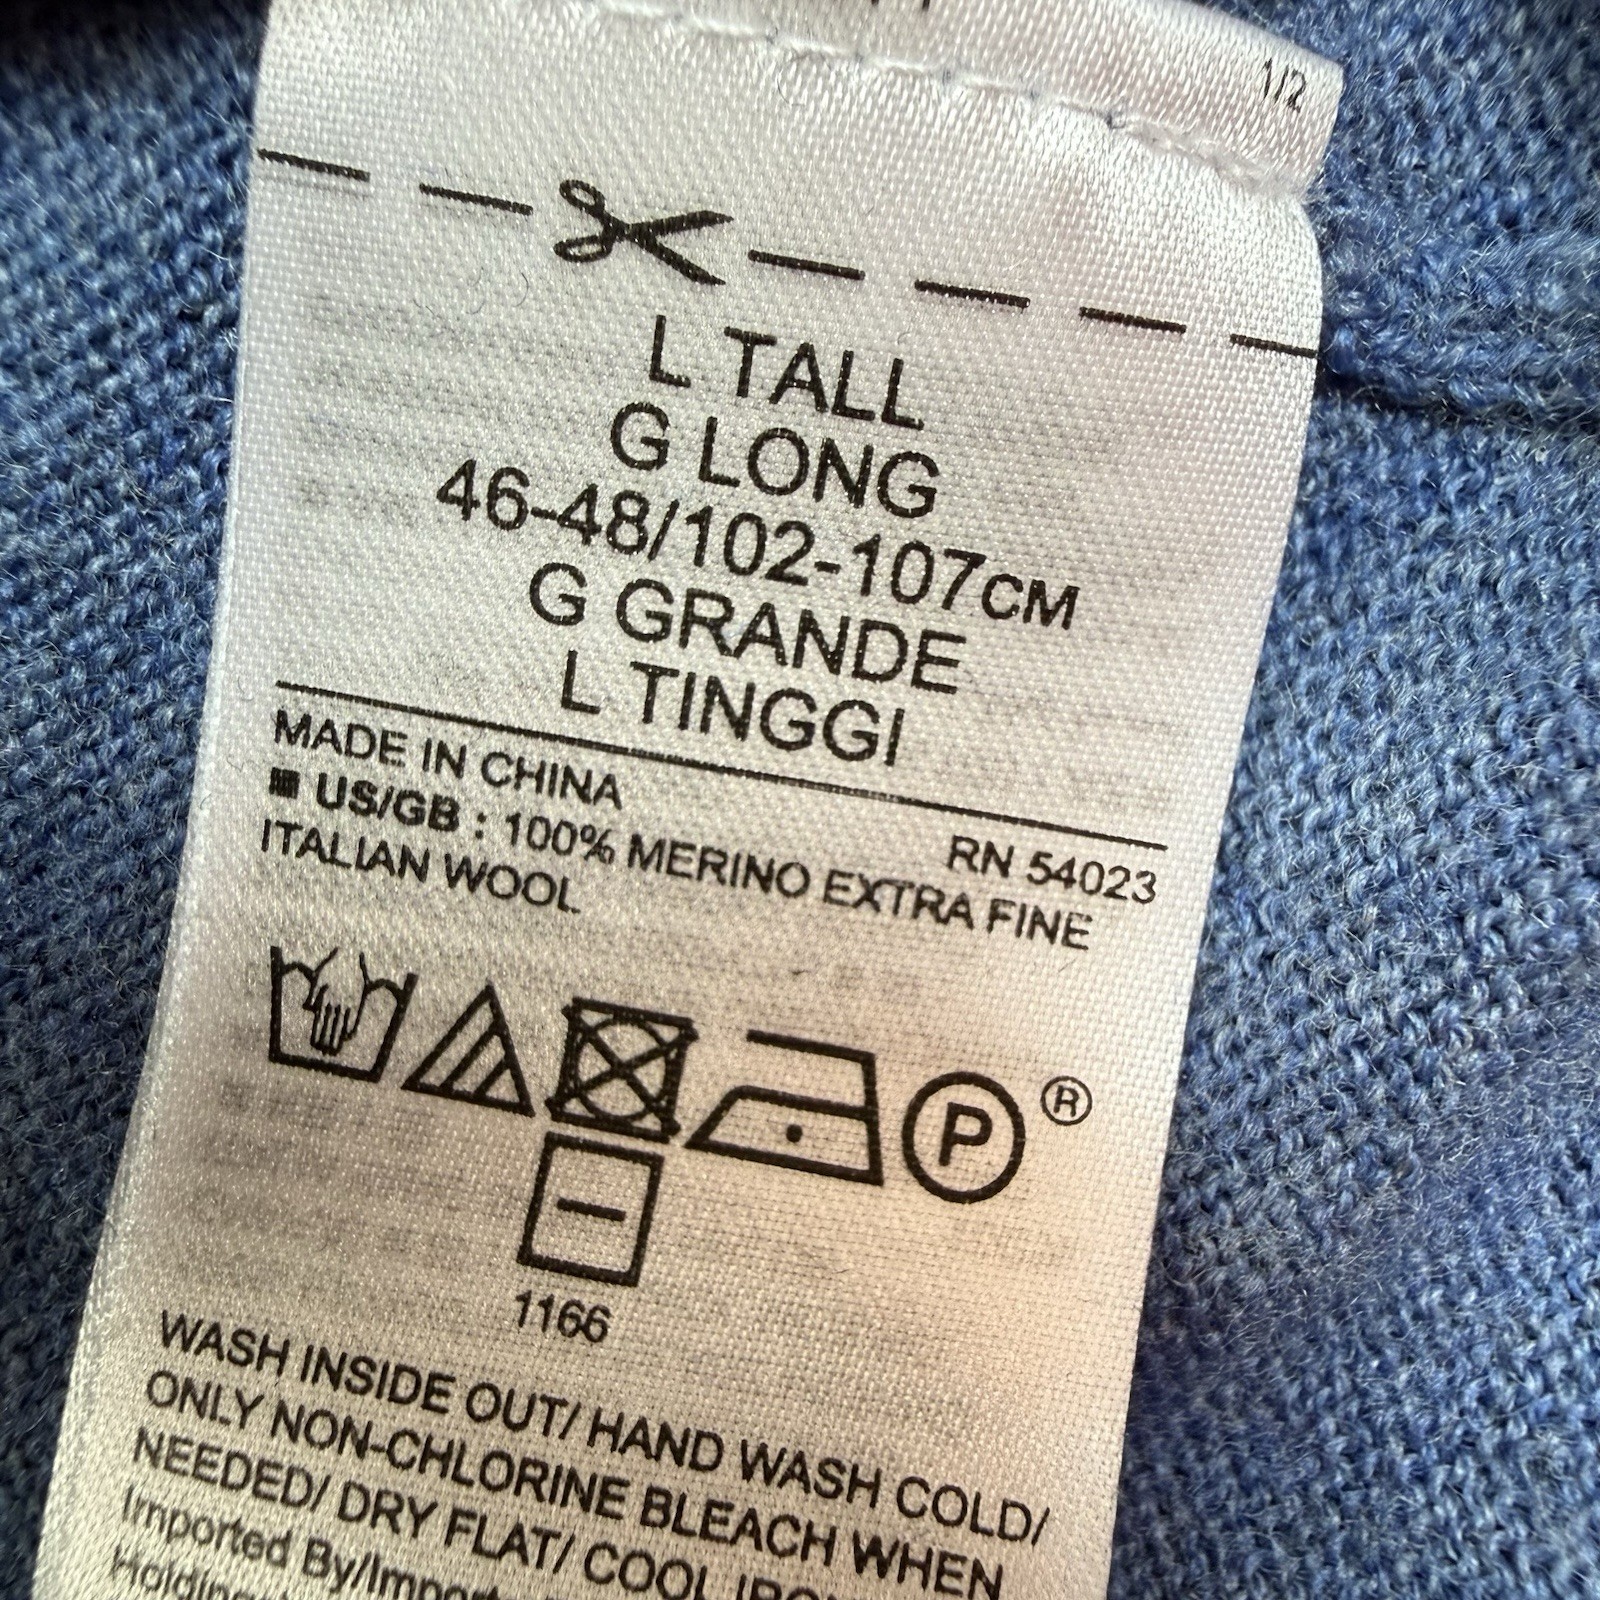 1/2
L TALL
G LONG
46-48/102-107CM
G GRANDE
L TINGGI
MADE IN CHINA
RN 54023
■ US/GB : 100% MERINO EXTRA FINE
ITALIAN WOOL
P ®
1166
WASH INSIDE OUT/ HAND WASH COLD/
ONLY NON-CHLORINE BLEACH WHEN
NEEDED/ DRY FLAT/ COOL
Imported By/